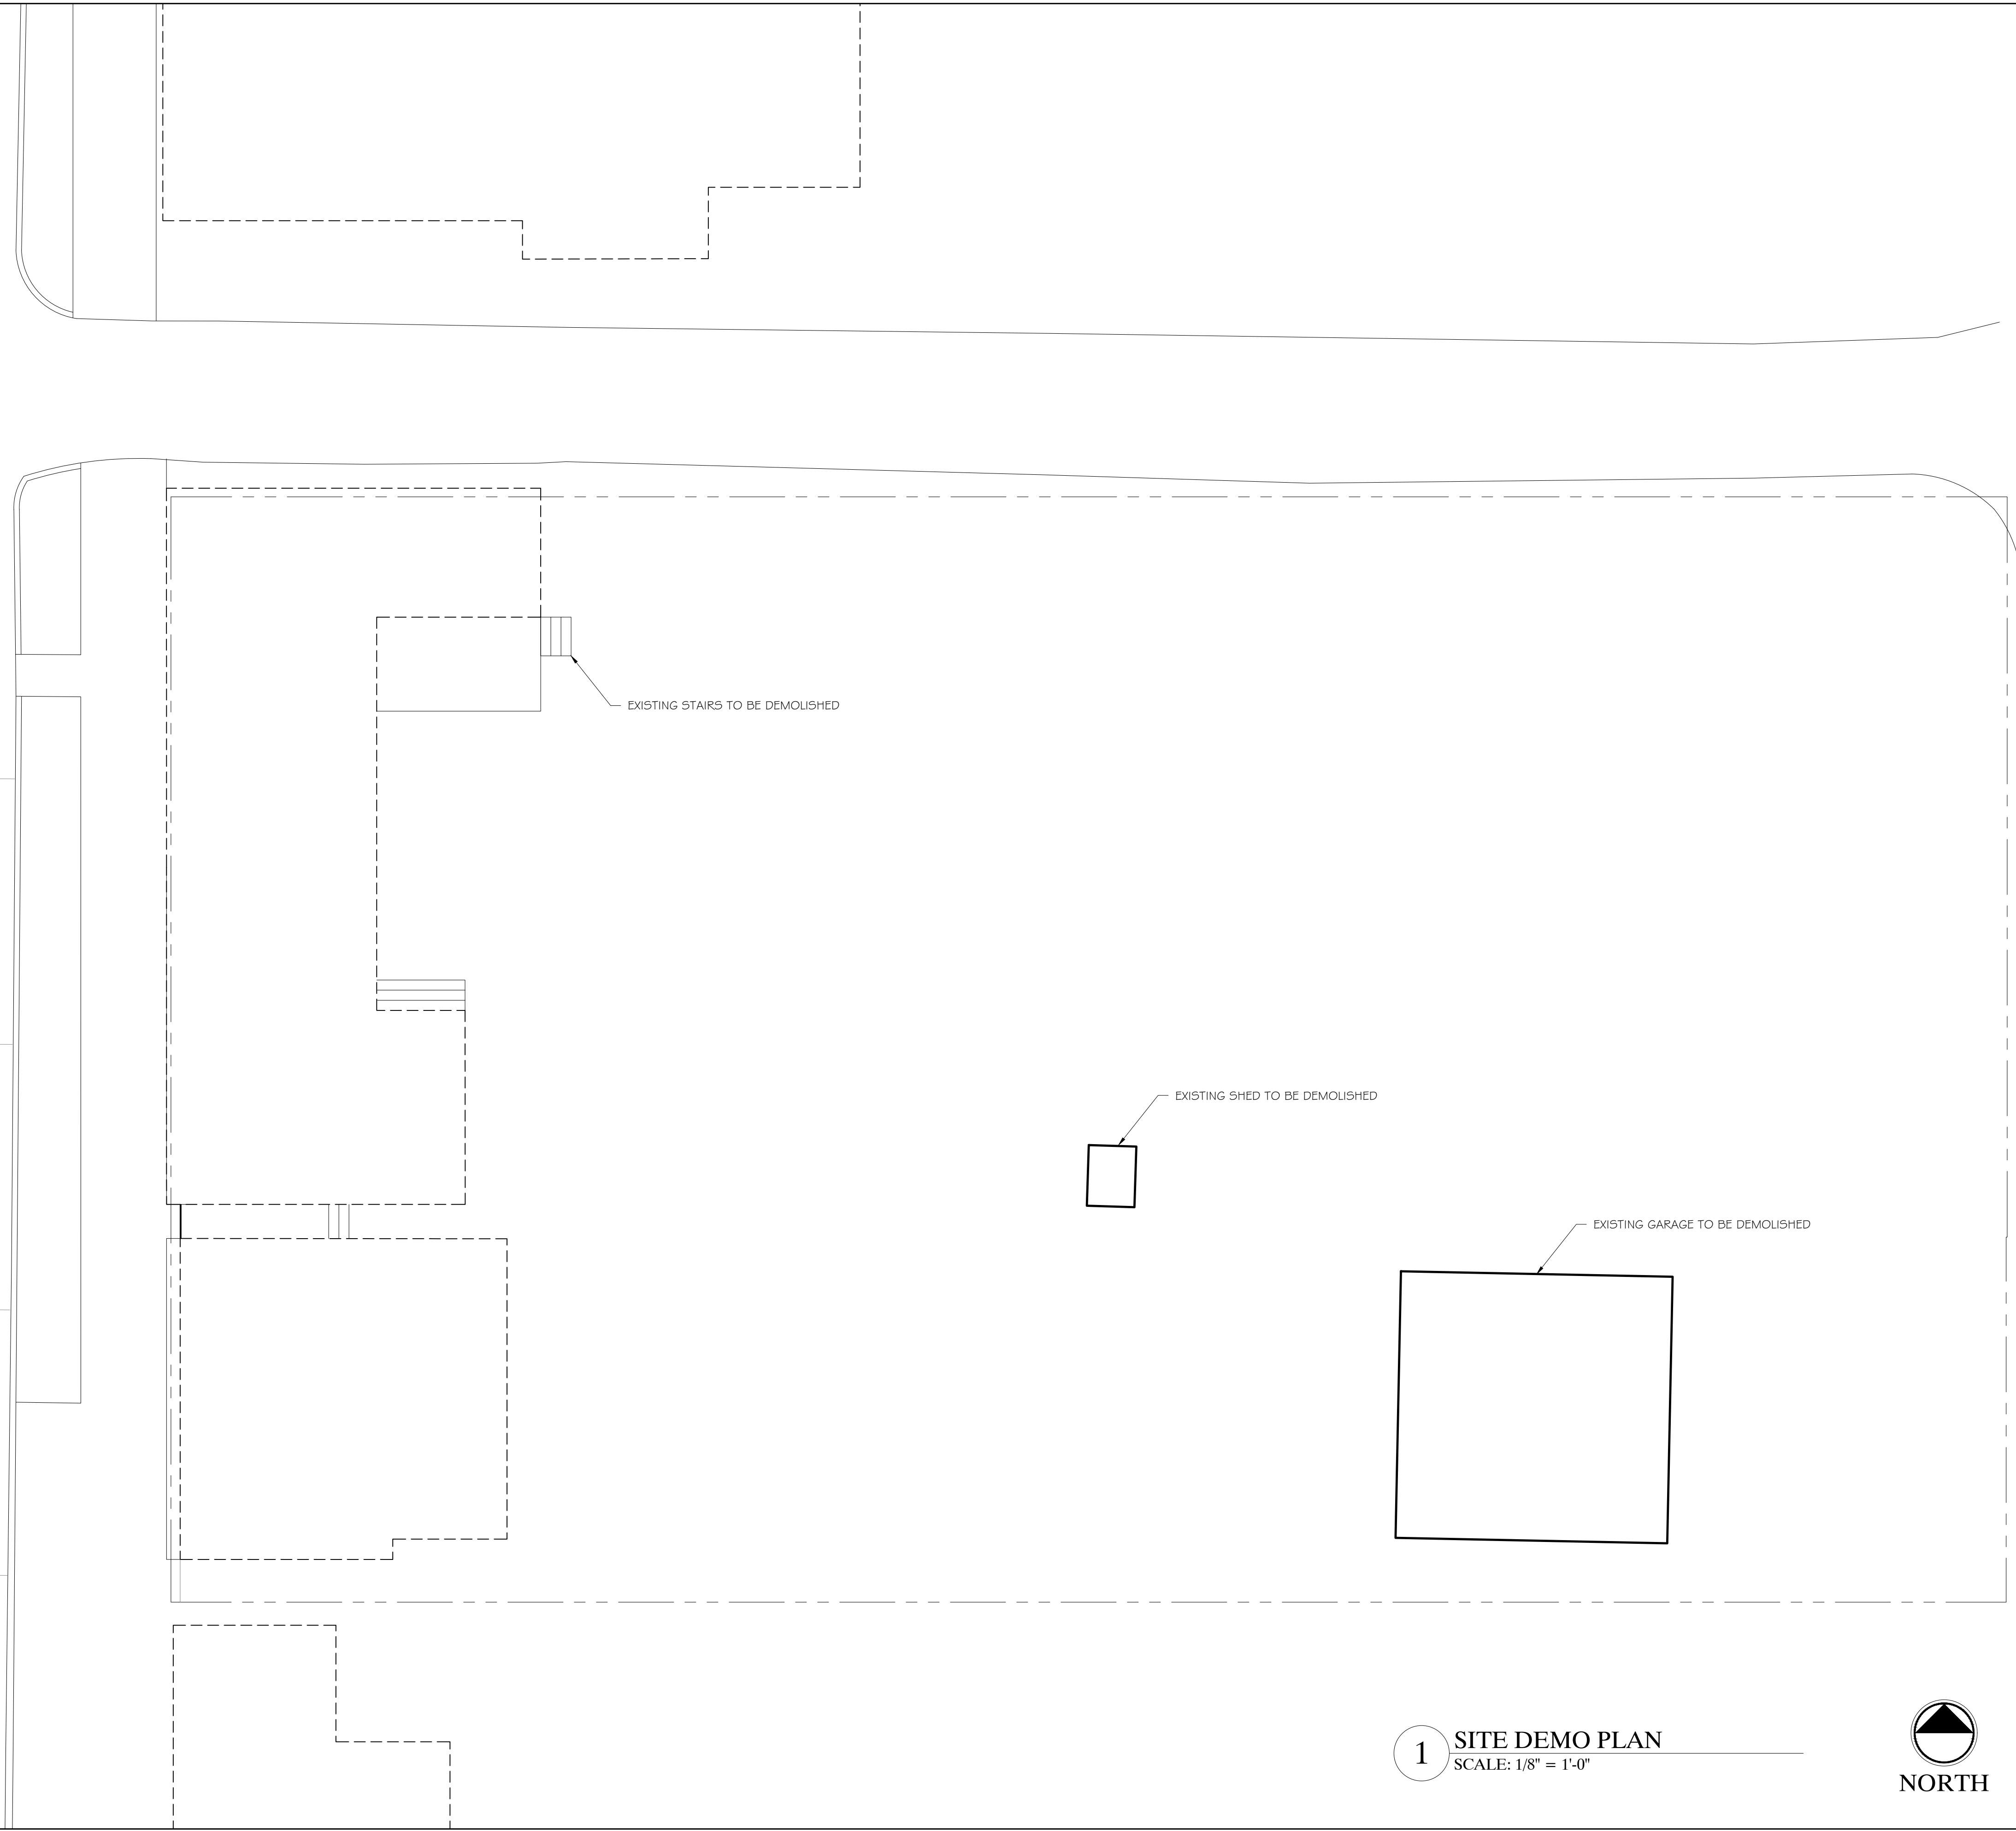 EXISTING STAIRS TO BE DEMOLISHED
EXISTING SHED TO BE DEMOLISHED
EXISTING GARAGE TO BE DEMOLISHED
1
SITE DEMO PLAN
SCALE: 1/8" = 1'-0"
NORTH